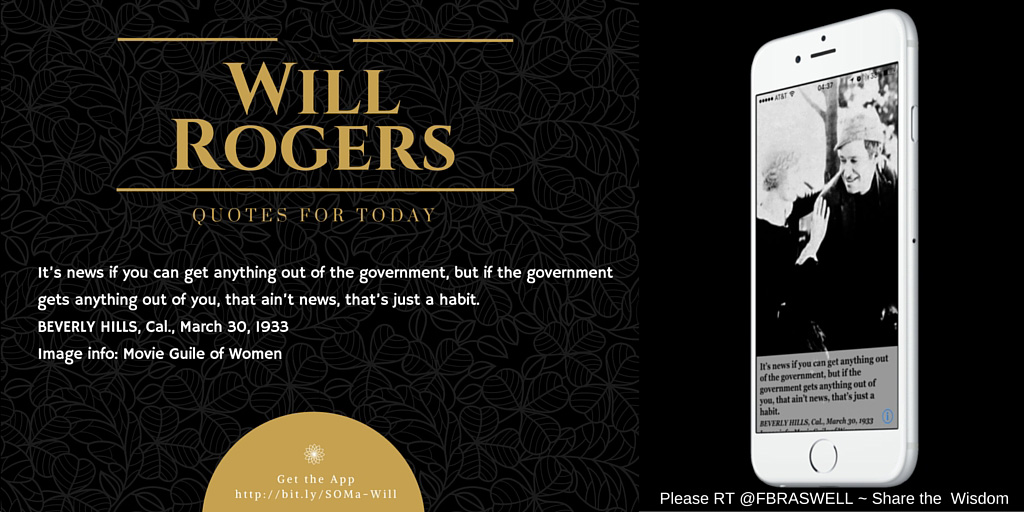 WILL
ROGERS
QUOTES FOR TODAY
It's news if you can get anything out of the government, but if the government
gets anything out of you, that ain't news, that's just a habit.
BEVERLY HILLS, Cal., March 30, 1933
Image info: Movie Guile of Women
Get the App
http://bit.ly/SOMa-Will
AT&T
04:37
It's news if you can get anything out
of the government, but if the
government gets anything out of
you, that ain't news, that's just a
habit.
BEVERLY HILLS, Cal., March 30, 1933
Please RT @FBRASWELL ~ Share the Wisdom